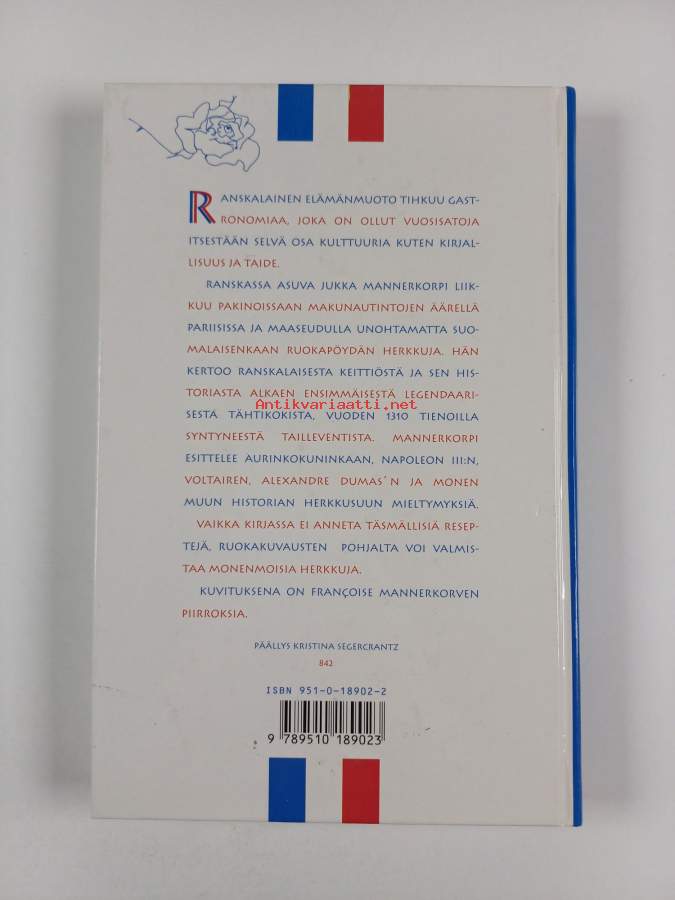 RANSKALAINEN ELÄMÄNMUOTO TIHKUU GAST-
RONOMIAA, JOKA ON OLLUT VUOSISATOJA
ITSESTÄÄN SELVÄ OSA KULTTUURIA KUTEN KIRJAL-
LISUUS JA TAIDE.
RANSKASSA ASUVA JUKKA MANNERKORPI LIIK-
KUU PAKINOISSAAN MAKUNAUTINTOJEN ÄÄRELLÄ
PARIISISSA JA MAASEUDULLA UNOHTAMATTA SUO-
MALAISENKAAN RUOKAPÖYDÄN HERKKUJA. HÄN
KERTOO RANSKALAISESTA KEITTIÖSTÄ JA SEN HIS-
TORIASTA ALKAEN ENSIMMÄISESTÄ LEGENDAARI-
Antikvariaatti.net
SESTÄ TÄHTIKOKISTA, VUODEN 1310 TIENOILLA
SYNTYNEESTÄ TAILLEVENTISTA. MANNERKORPI
ESITTELEE AURINKOKUNINKAAN, NAPOLEON III:N,
VOLTAIREN, ALEXANDRE DUMAS´N JA MONEN
MUUN HISTORIAN HERKKUSUUN MIELTYMYKSIÄ.
VAIKKA KIRJASSA EI ANNETA TÄSMÄLLISIÄ RESEP-
TEJÄ, RUOKAKUVAUSTEN POHJALTA VOI VALMIS-
TAA MONENMOISIA HERKKUJA.
KUVITUKSENA ON FRANÇOISE MANNERKORVEN
PIIRROKSIA.
PÄÄLLYS KRISTINA SEGERCRANTZ
842
ISBN 951-0-18902-2
9 789510 189023